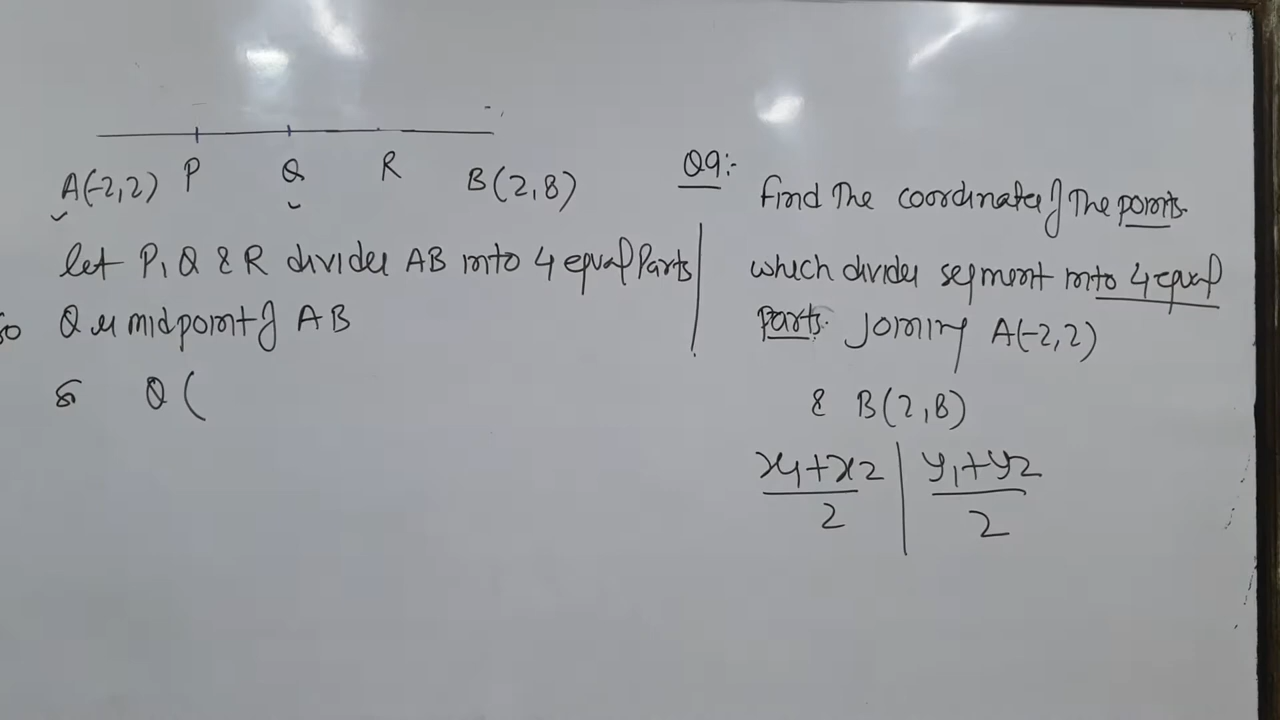 A(-2,2) P Q R B(2,8)
let P, Q & R divides AB into 4 equal Parts
so Q is midpoint of AB
so Q (
Q9:-
find The coordinates of The points
which divides segment into 4 equal
parts. Joining A(-2,2)
& B(2,8)
x₁+x₂/2 | y₁+y₂/2